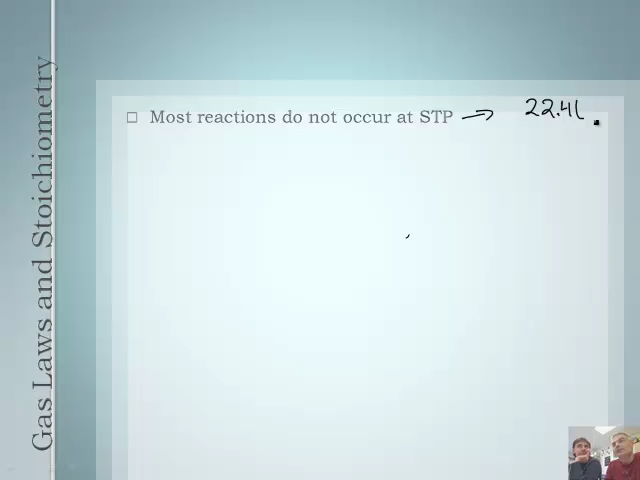 Gas Laws and Stoichiometry
Most reactions do not occur at STP → 22.4L